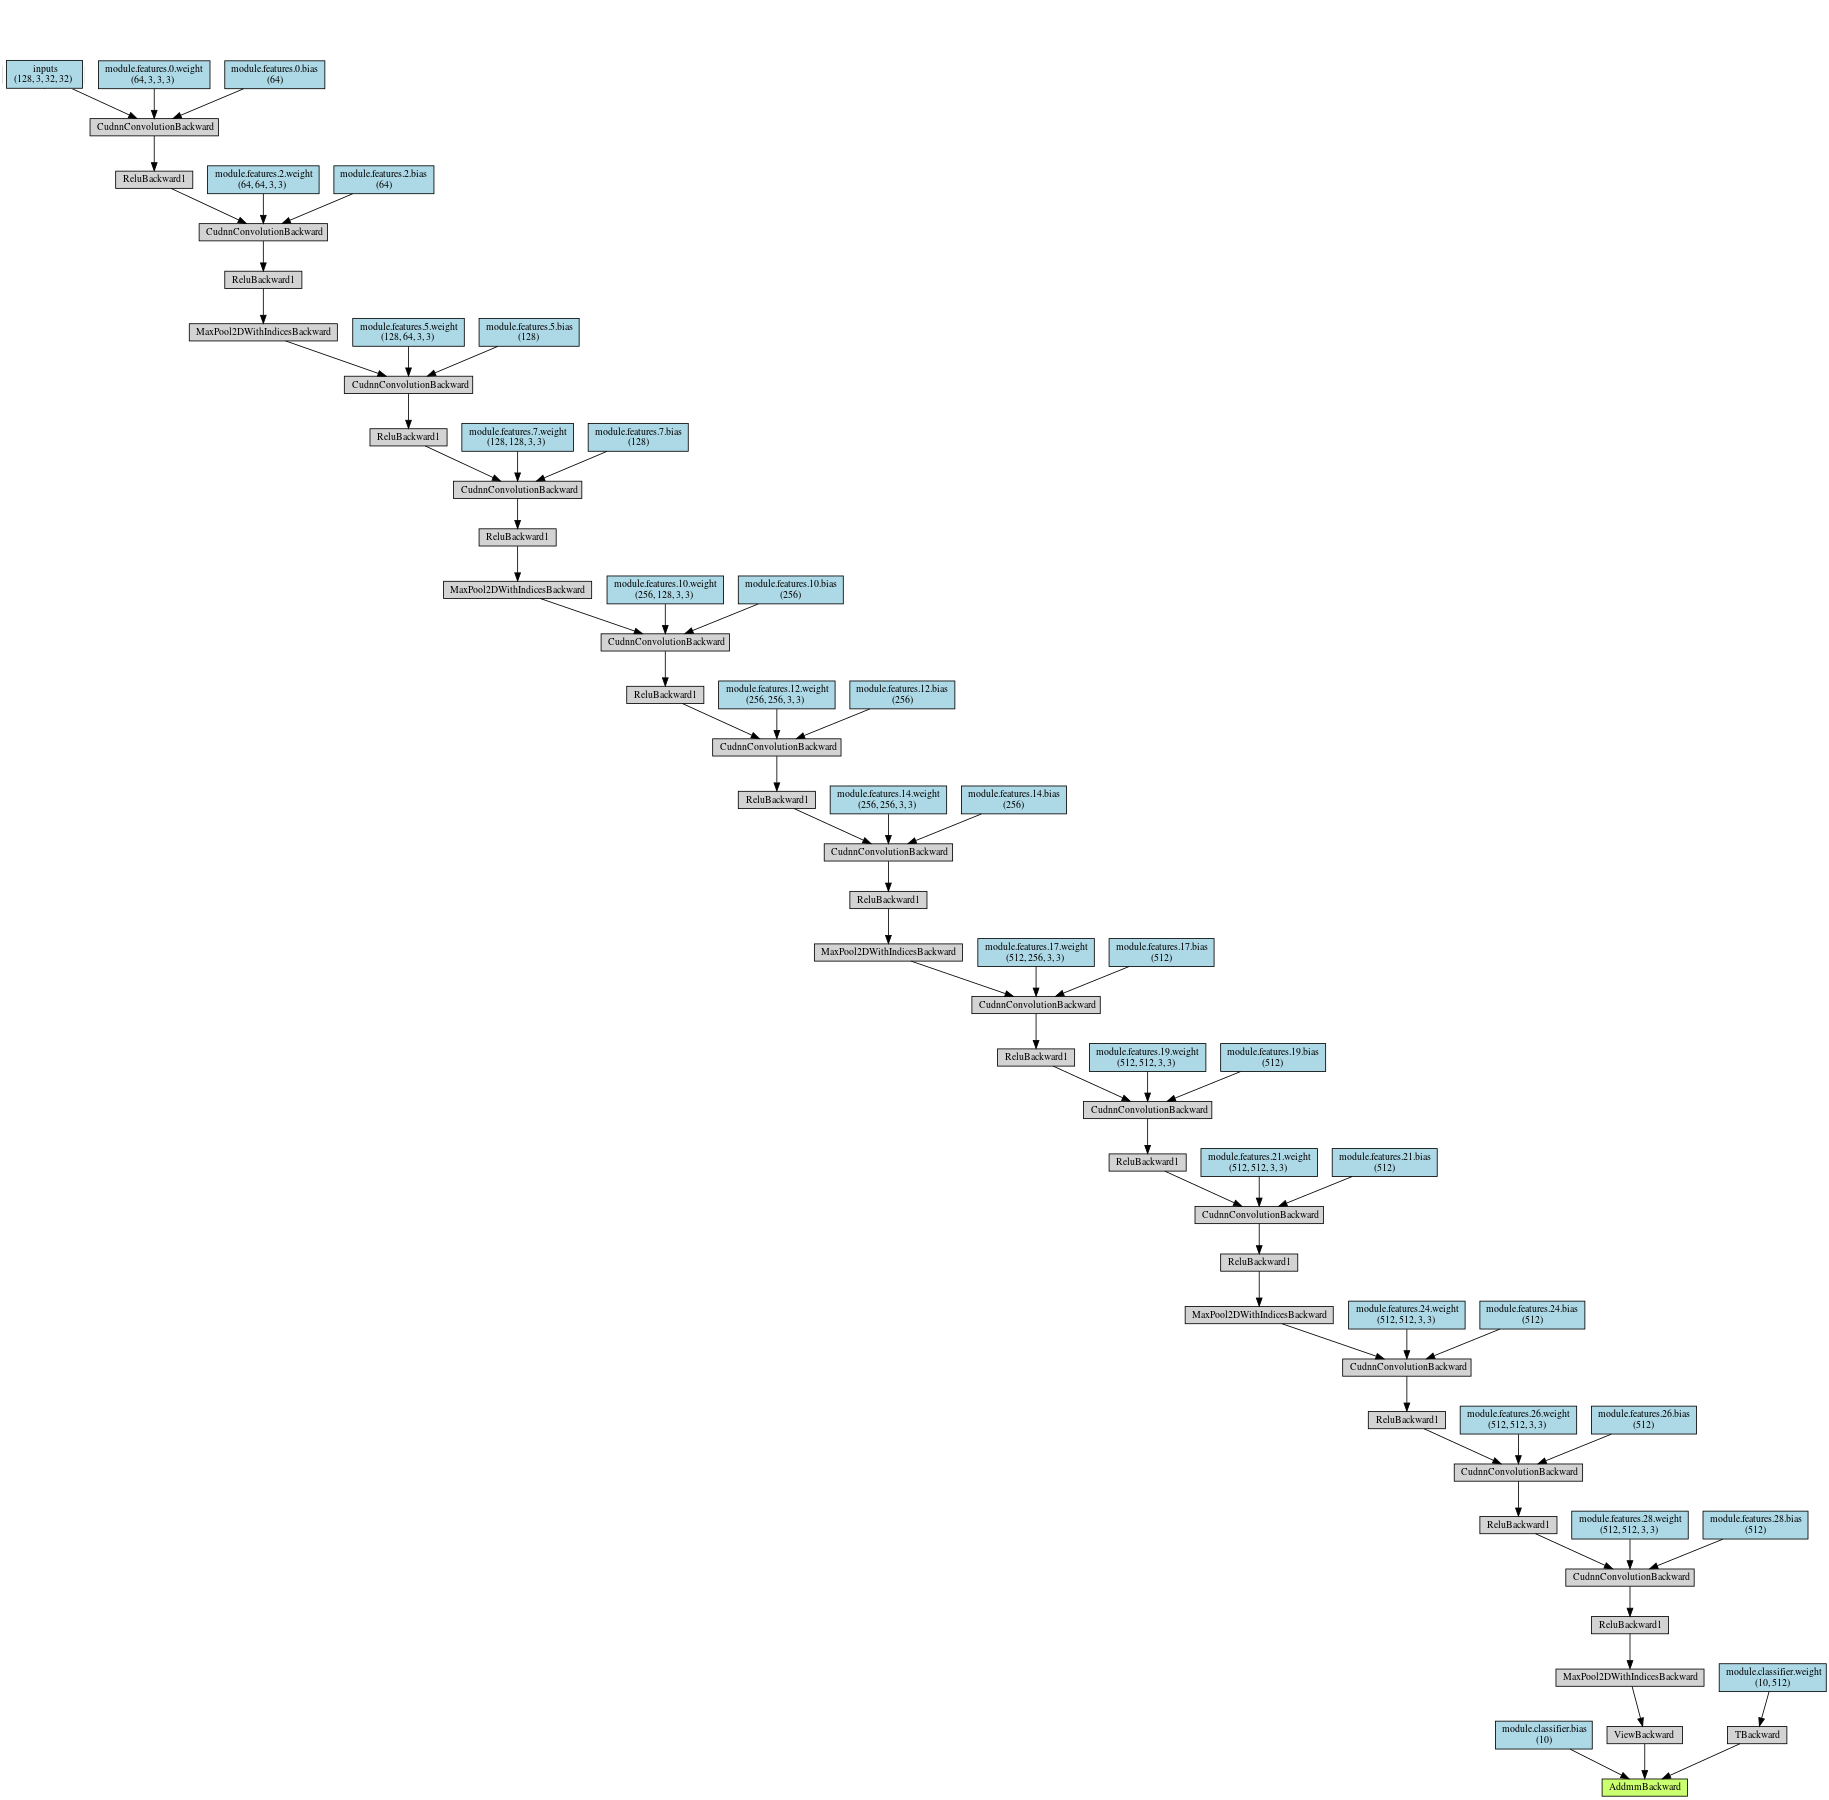 inputs
(128, 3, 32, 32)
module.features.0.weight
(64, 3, 3, 3)
module.features.0.bias
(64)
CudnnConvolutionBackward
ReluBackward1
module.features.2.weight
(64, 64, 3, 3)
module.features.2.bias
(64)
CudnnConvolutionBackward
ReluBackward1
MaxPool2DWithIndicesBackward
module.features.5.weight
(128, 64, 3, 3)
module.features.5.bias
(128)
CudnnConvolutionBackward
ReluBackward1
module.features.7.weight
(128, 128, 3, 3)
module.features.7.bias
(128)
CudnnConvolutionBackward
ReluBackward1
MaxPool2DWithIndicesBackward
module.features.10.weight
(256, 128, 3, 3)
module.features.10.bias
(256)
CudnnConvolutionBackward
ReluBackward1
module.features.12.weight
(256, 256, 3, 3)
module.features.12.bias
(256)
CudnnConvolutionBackward
ReluBackward1
module.features.14.weight
(256, 256, 3, 3)
module.features.14.bias
(256)
CudnnConvolutionBackward
ReluBackward1
MaxPool2DWithIndicesBackward
module.features.17.weight
(512, 256, 3, 3)
module.features.17.bias
(512)
CudnnConvolutionBackward
ReluBackward1
module.features.19.weight
(512, 512, 3, 3)
module.features.19.bias
(512)
CudnnConvolutionBackward
ReluBackward1
module.features.21.weight
(512, 512, 3, 3)
module.features.21.bias
(512)
CudnnConvolutionBackward
ReluBackward1
MaxPool2DWithIndicesBackward
module.features.24.weight
(512, 512, 3, 3)
module.features.24.bias
(512)
CudnnConvolutionBackward
ReluBackward1
module.features.26.weight
(512, 512, 3, 3)
module.features.26.bias
(512)
CudnnConvolutionBackward
ReluBackward1
module.features.28.weight
(512, 512, 3, 3)
module.features.28.bias
(512)
CudnnConvolutionBackward
ReluBackward1
MaxPool2DWithIndicesBackward
module.classifier.weight
(10, 512)
module.classifier.bias
(10)
ViewBackward
TBackward
AddmmBackward